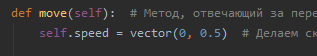 def move(self):  # Метод, отвечающий за пере
self.speed = vector(0, 0.5)  # Делаем ск